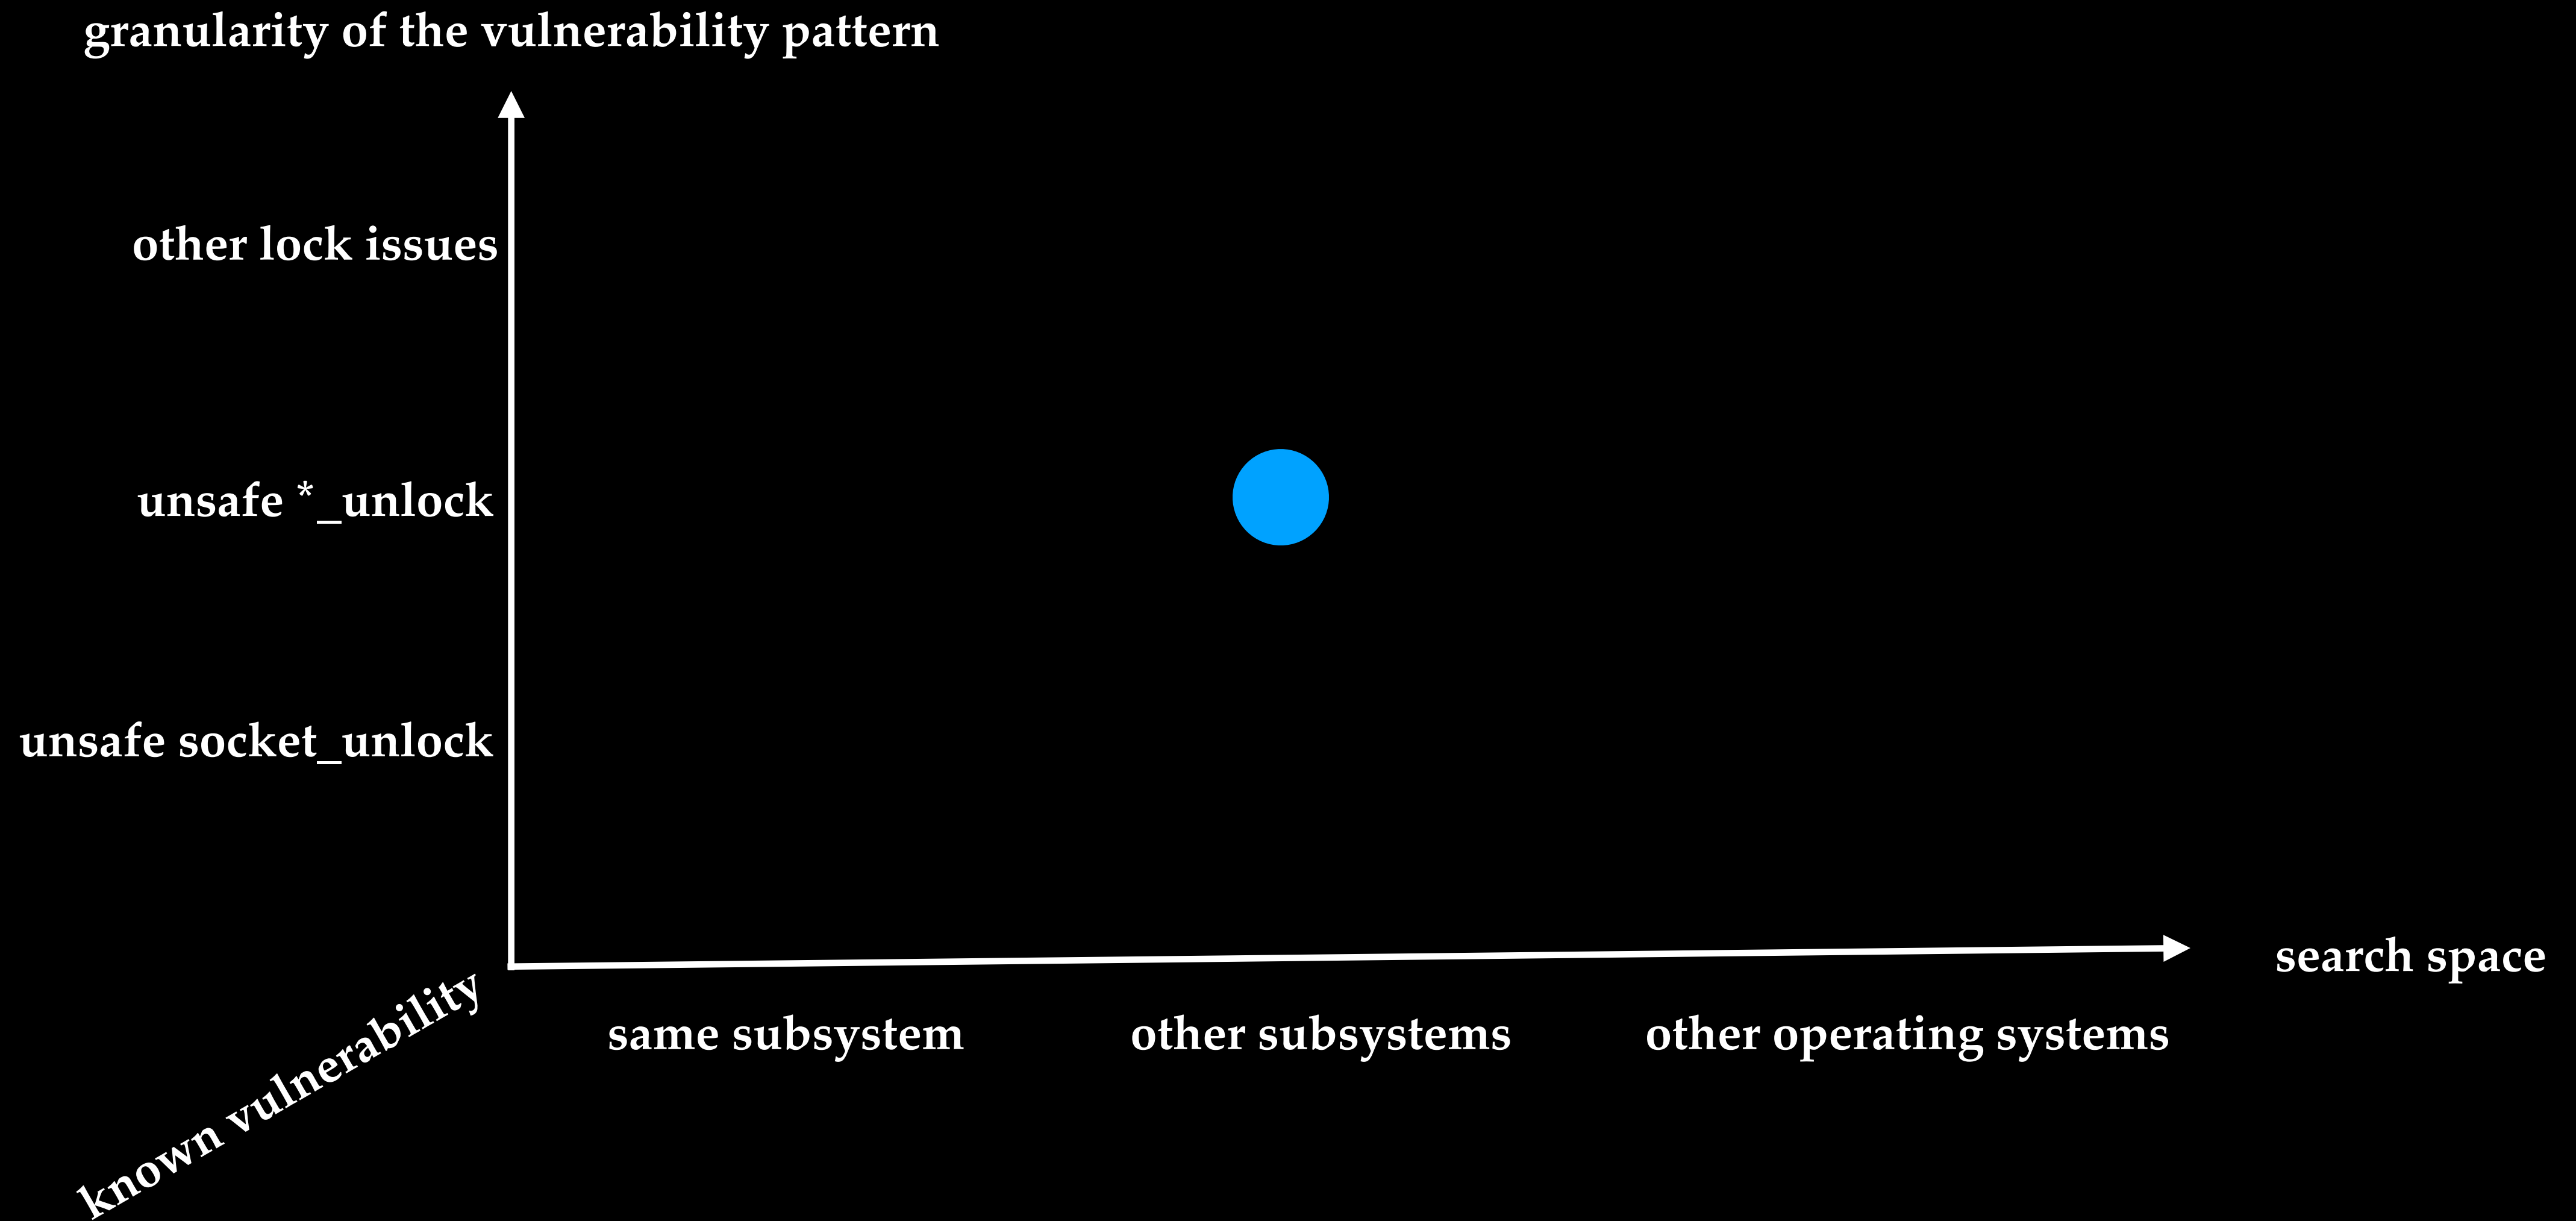 granularity of the vulnerability pattern
other lock issues
unsafe *_unlock
unsafe socket_unlock
known vulnerability
same subsystem
other subsystems
other operating systems
search space